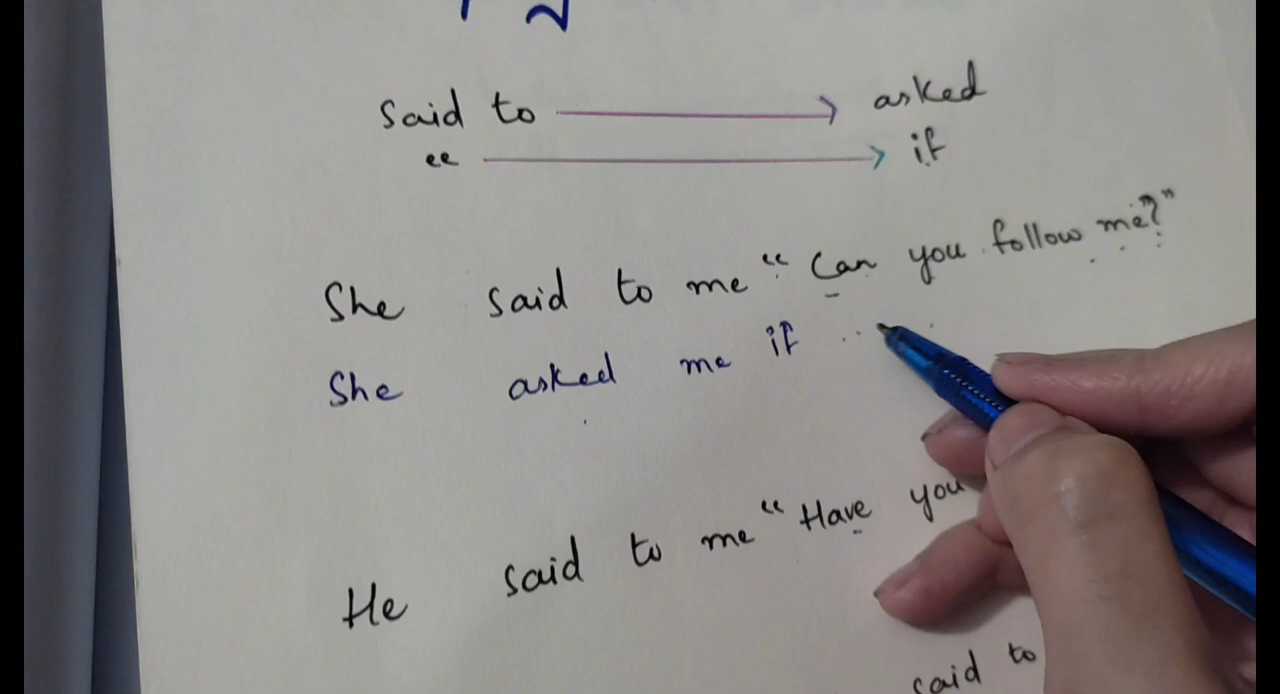 said to → asked
“ → if
She said to me “ Can you follow me?”
She asked me if
He said to me “ Have you
said to